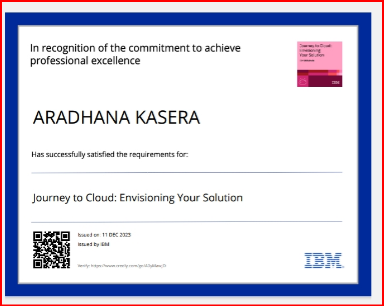 In recognition of the commitment to achieve
professional excellence
Journey to Cloud:
Envisioning
Your Solution
IBM
ARADHANA KASERA
Has successfully satisfied the requirements for:
Journey to Cloud: Envisioning Your Solution
Issued on: 11 DEC 2023
Issued by IBM
Verify: https://www.credly.com/go/
IBM